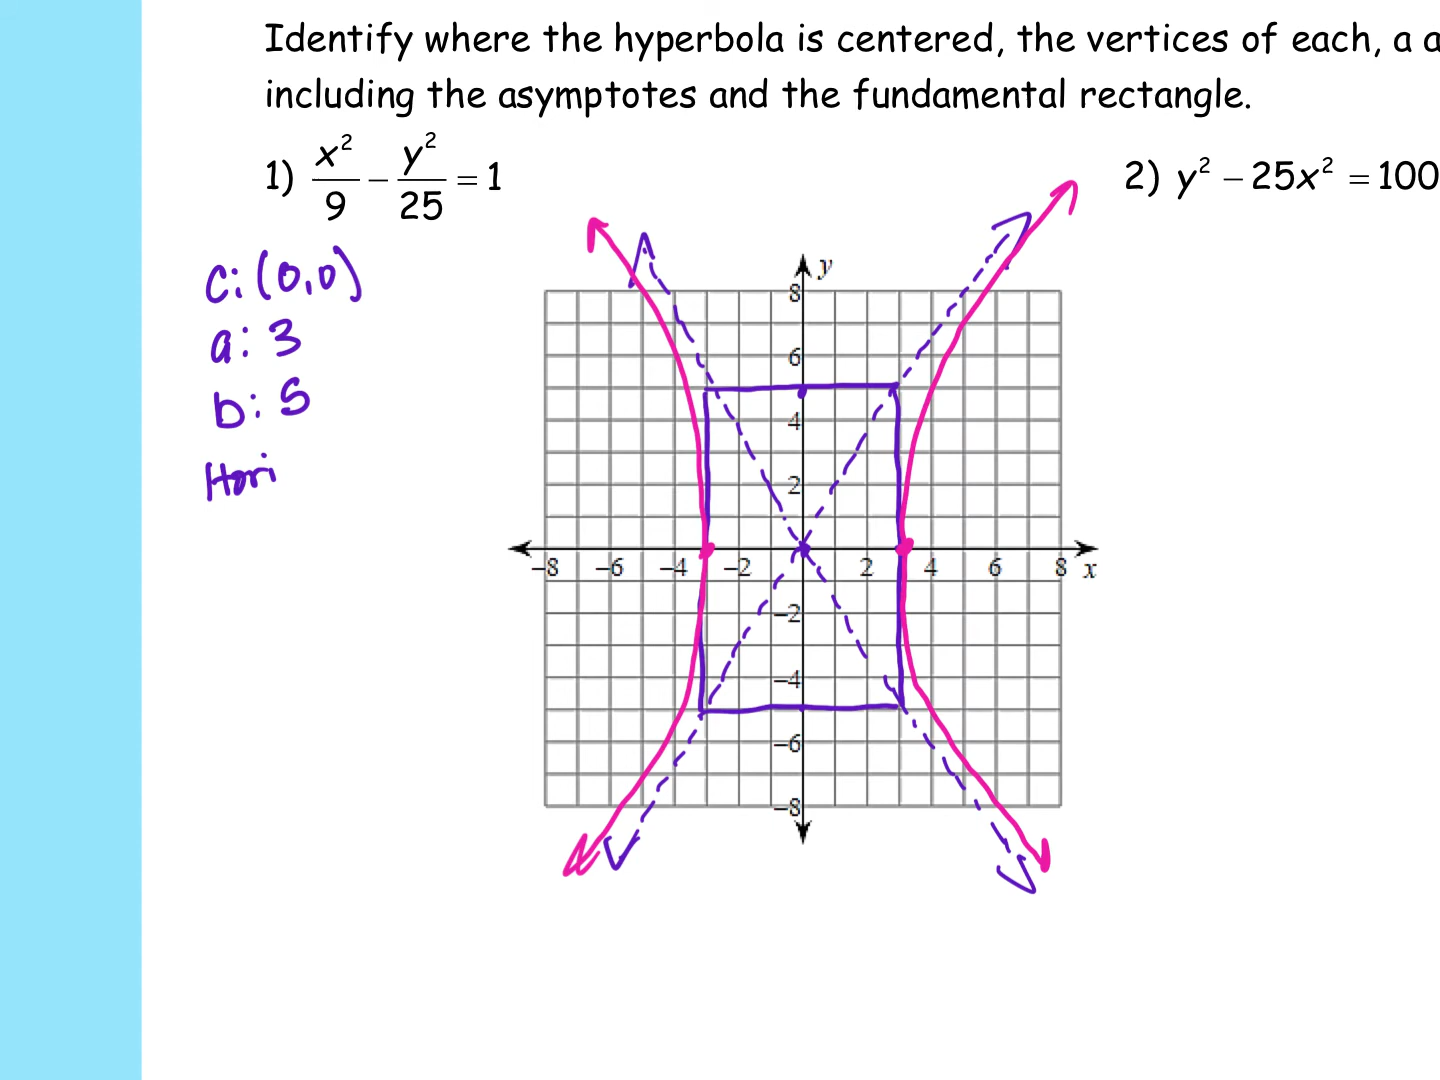 Identify where the hyperbola is centered, the vertices of each, a a
including the asymptotes and the fundamental rectangle.
1) x²/9 − y²/25 = 1
2) y² − 25x² = 100
C: (0,0)
a: 3
b: 5
Hori
y
8
6
4
2
−8 −6 −4 −2 2 4 6 8 x
−2
−4
−6
−8